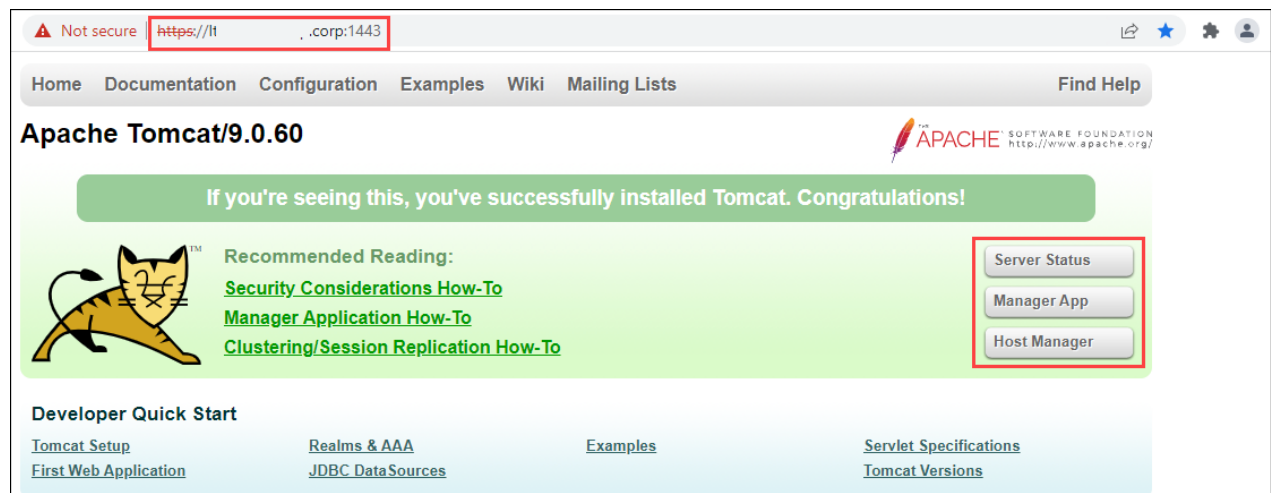 Not secure https://lt .corp:1443
Home Documentation Configuration Examples Wiki Mailing Lists Find Help
Apache Tomcat/9.0.60
THE
APACHE SOFTWARE FOUNDATION
http://www.apache.org/
If you're seeing this, you've successfully installed Tomcat. Congratulations!
TM
Recommended Reading:
Security Considerations How-To
Manager Application How-To
Clustering/Session Replication How-To
Server Status
Manager App
Host Manager
Developer Quick Start
Tomcat Setup Realms & AAA Examples Servlet Specifications
First Web Application JDBC DataSources Tomcat Versions